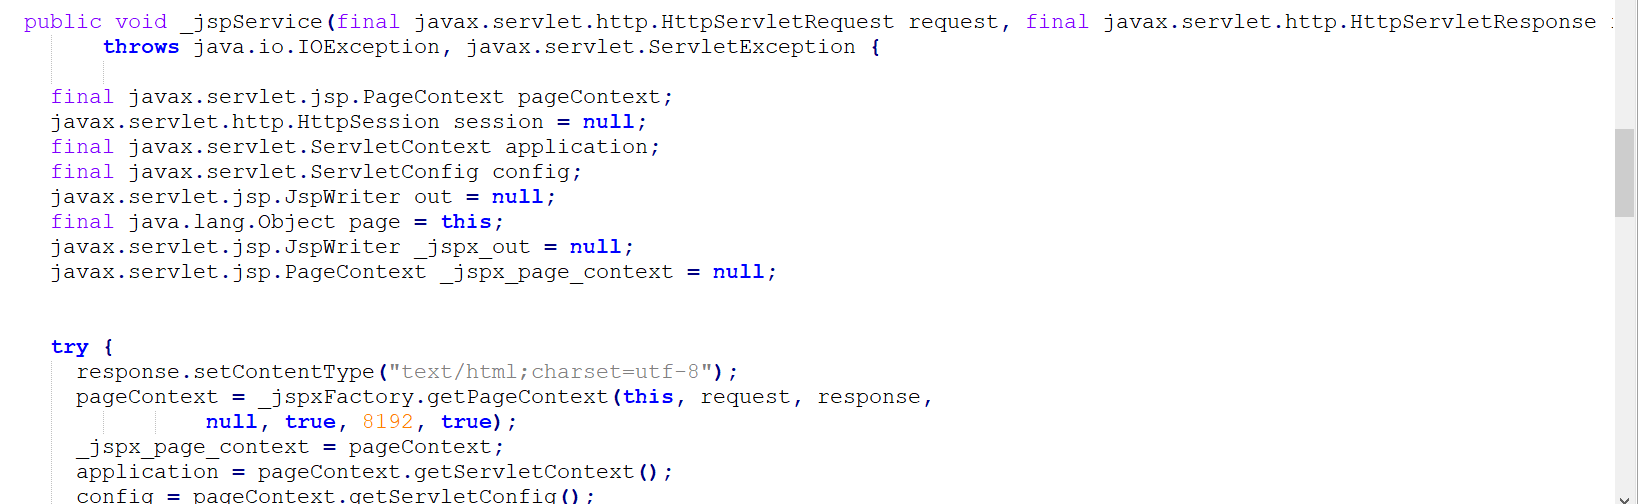 public void _jspService(final javax.servlet.http.HttpServletRequest request, final javax.servlet.http.HttpServletResponse
throws java.io.IOException, javax.servlet.ServletException {
final javax.servlet.jsp.PageContext pageContext;
javax.servlet.http.HttpSession session = null;
final javax.servlet.ServletContext application;
final javax.servlet.ServletConfig config;
javax.servlet.jsp.JspWriter out = null;
final java.lang.Object page = this;
javax.servlet.jsp.JspWriter _jspx_out = null;
javax.servlet.jsp.PageContext _jspx_page_context = null;
try {
response.setContentType("text/html;charset=utf-8");
pageContext = _jspxFactory.getPageContext(this, request, response,
null, true, 8192, true);
_jspx_page_context = pageContext;
application = pageContext.getServletContext();
config = pageContext.getServletConfig();